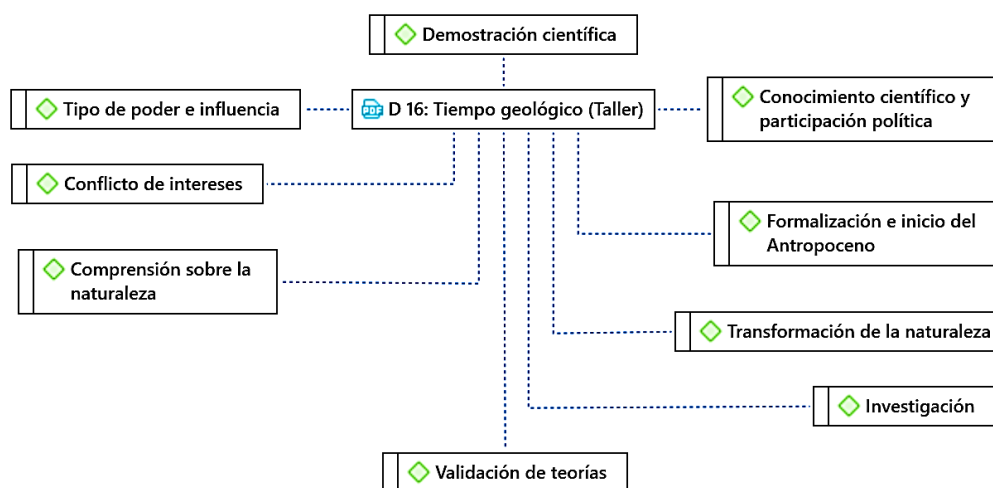 Demostración científica
Tipo de poder e influencia
PDF
D 16: Tiempo geológico (Taller)
Conocimiento científico y
participación política
Conflicto de intereses
Formalización e inicio del
Antropoceno
Comprensión sobre la
naturaleza
Transformación de la naturaleza
Investigación
Validación de teorías